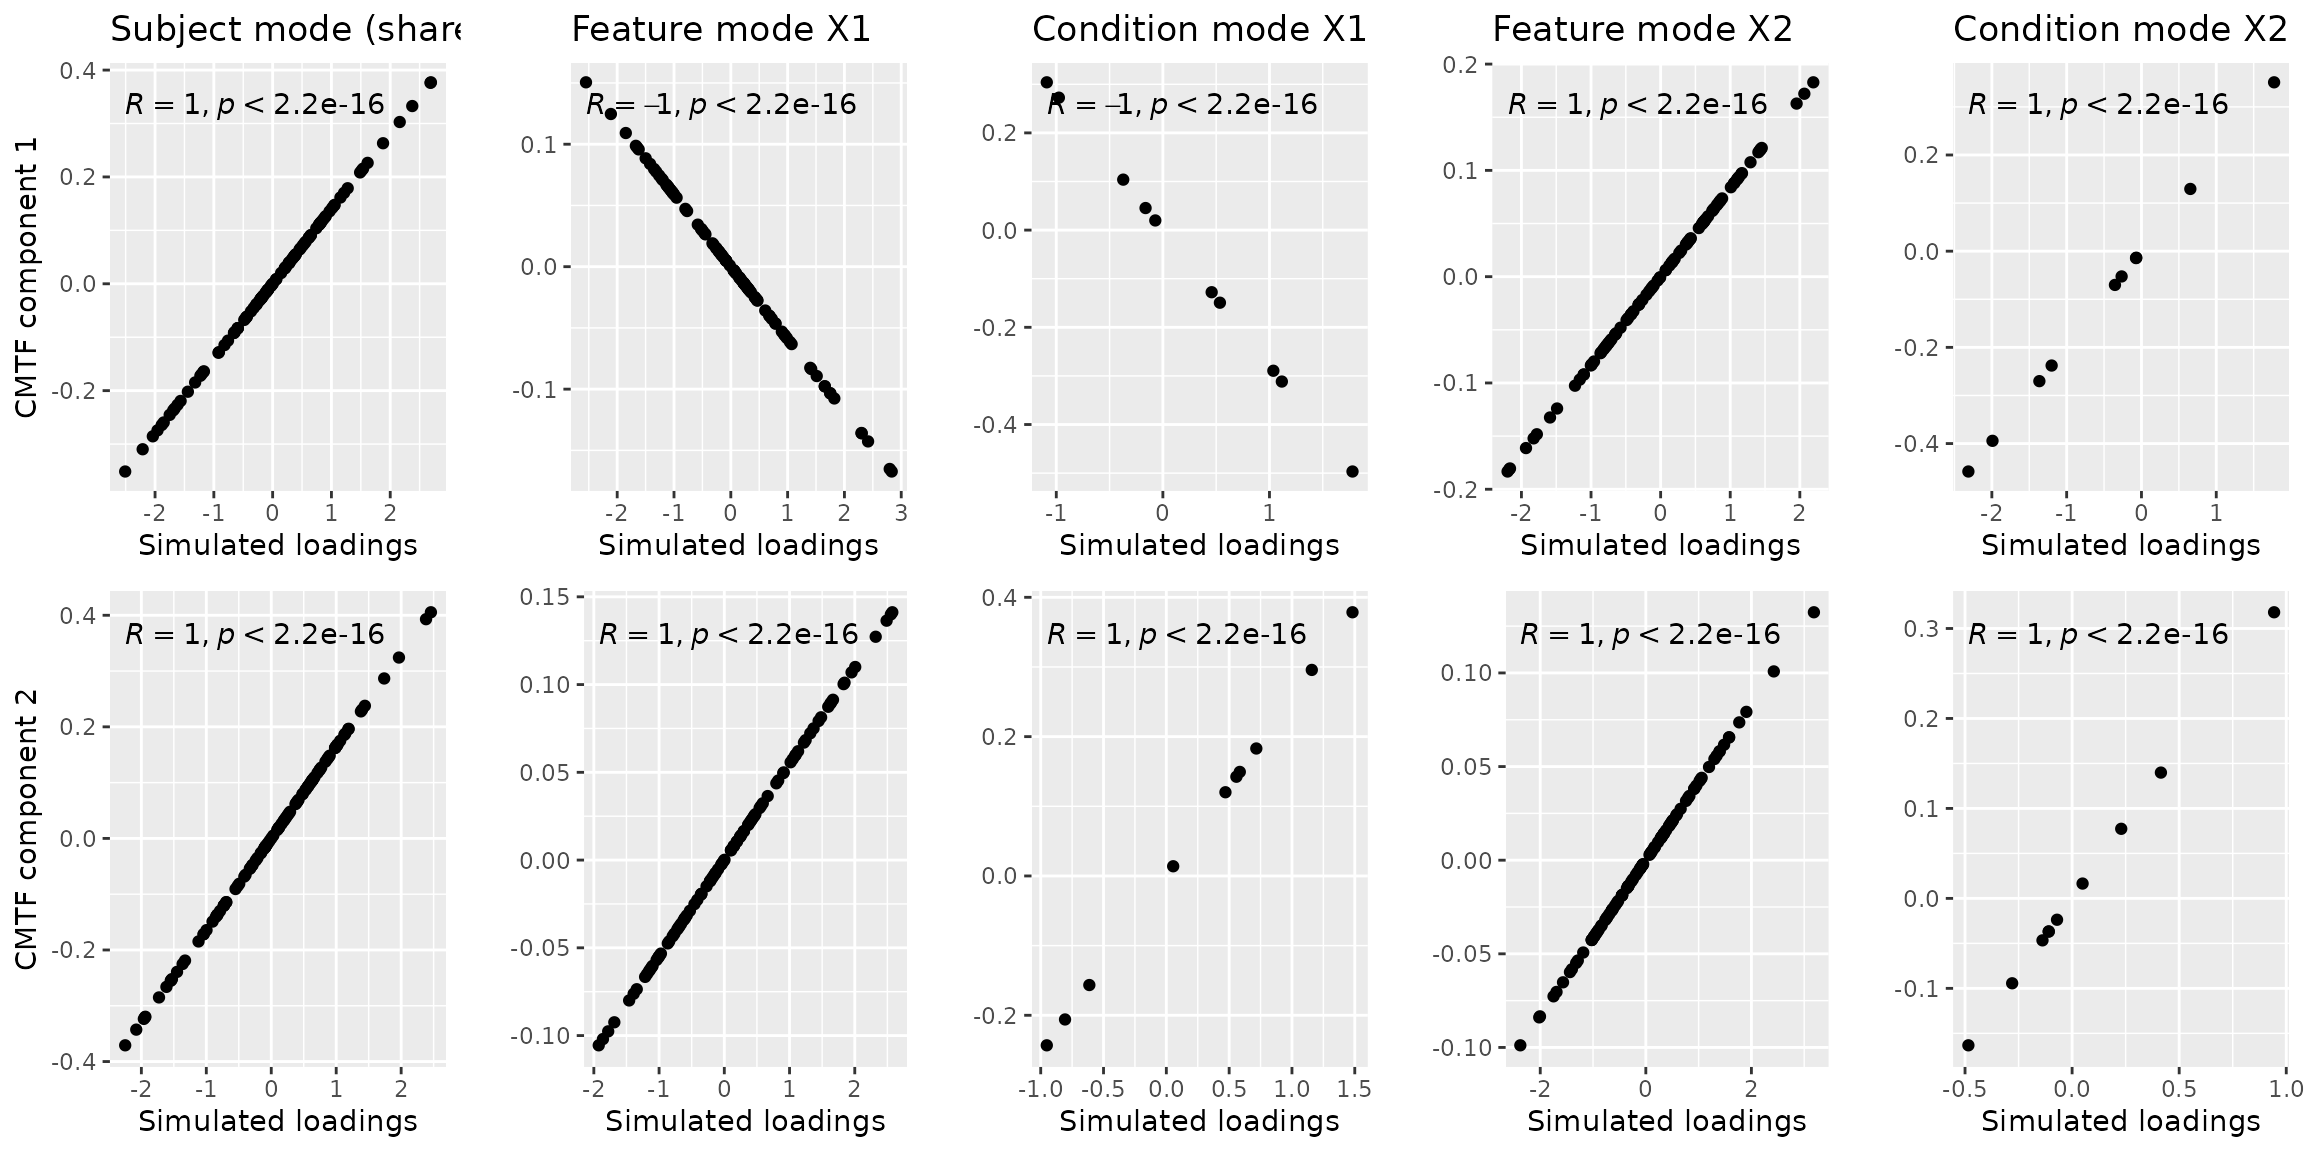 Subject mode (share
Feature mode X1
Condition mode X1
Feature mode X2
Condition mode X2
CMTF component 1
R = 1, p < 2.2e-16
0.4
0.2
0.0
-0.2
-2 -1 0 1 2
Simulated loadings
R = –1, p < 2.2e-16
0.1
0.0
-0.1
-2 -1 0 1 2 3
Simulated loadings
R = –1, p < 2.2e-16
0.2
0.0
-0.2
-0.4
-1 0 1
Simulated loadings
R = 1, p < 2.2e-16
0.2
0.1
0.0
-0.1
-0.2
-2 -1 0 1 2
Simulated loadings
R = 1, p < 2.2e-16
0.2
0.0
-0.2
-0.4
-2 -1 0 1
Simulated loadings
CMTF component 2
R = 1, p < 2.2e-16
0.4
0.2
0.0
-0.2
-0.4
-2 -1 0 1 2
Simulated loadings
R = 1, p < 2.2e-16
0.15
0.10
0.05
0.00
-0.05
-0.10
-2 -1 0 1 2
Simulated loadings
R = 1, p < 2.2e-16
0.4
0.2
0.0
-0.2
-1.0 -0.5 0.0 0.5 1.0 1.5
Simulated loadings
R = 1, p < 2.2e-16
0.10
0.05
0.00
-0.05
-0.10
-2 0 2
Simulated loadings
R = 1, p < 2.2e-16
0.3
0.2
0.1
0.0
-0.1
-0.5 0.0 0.5 1.0
Simulated loadings